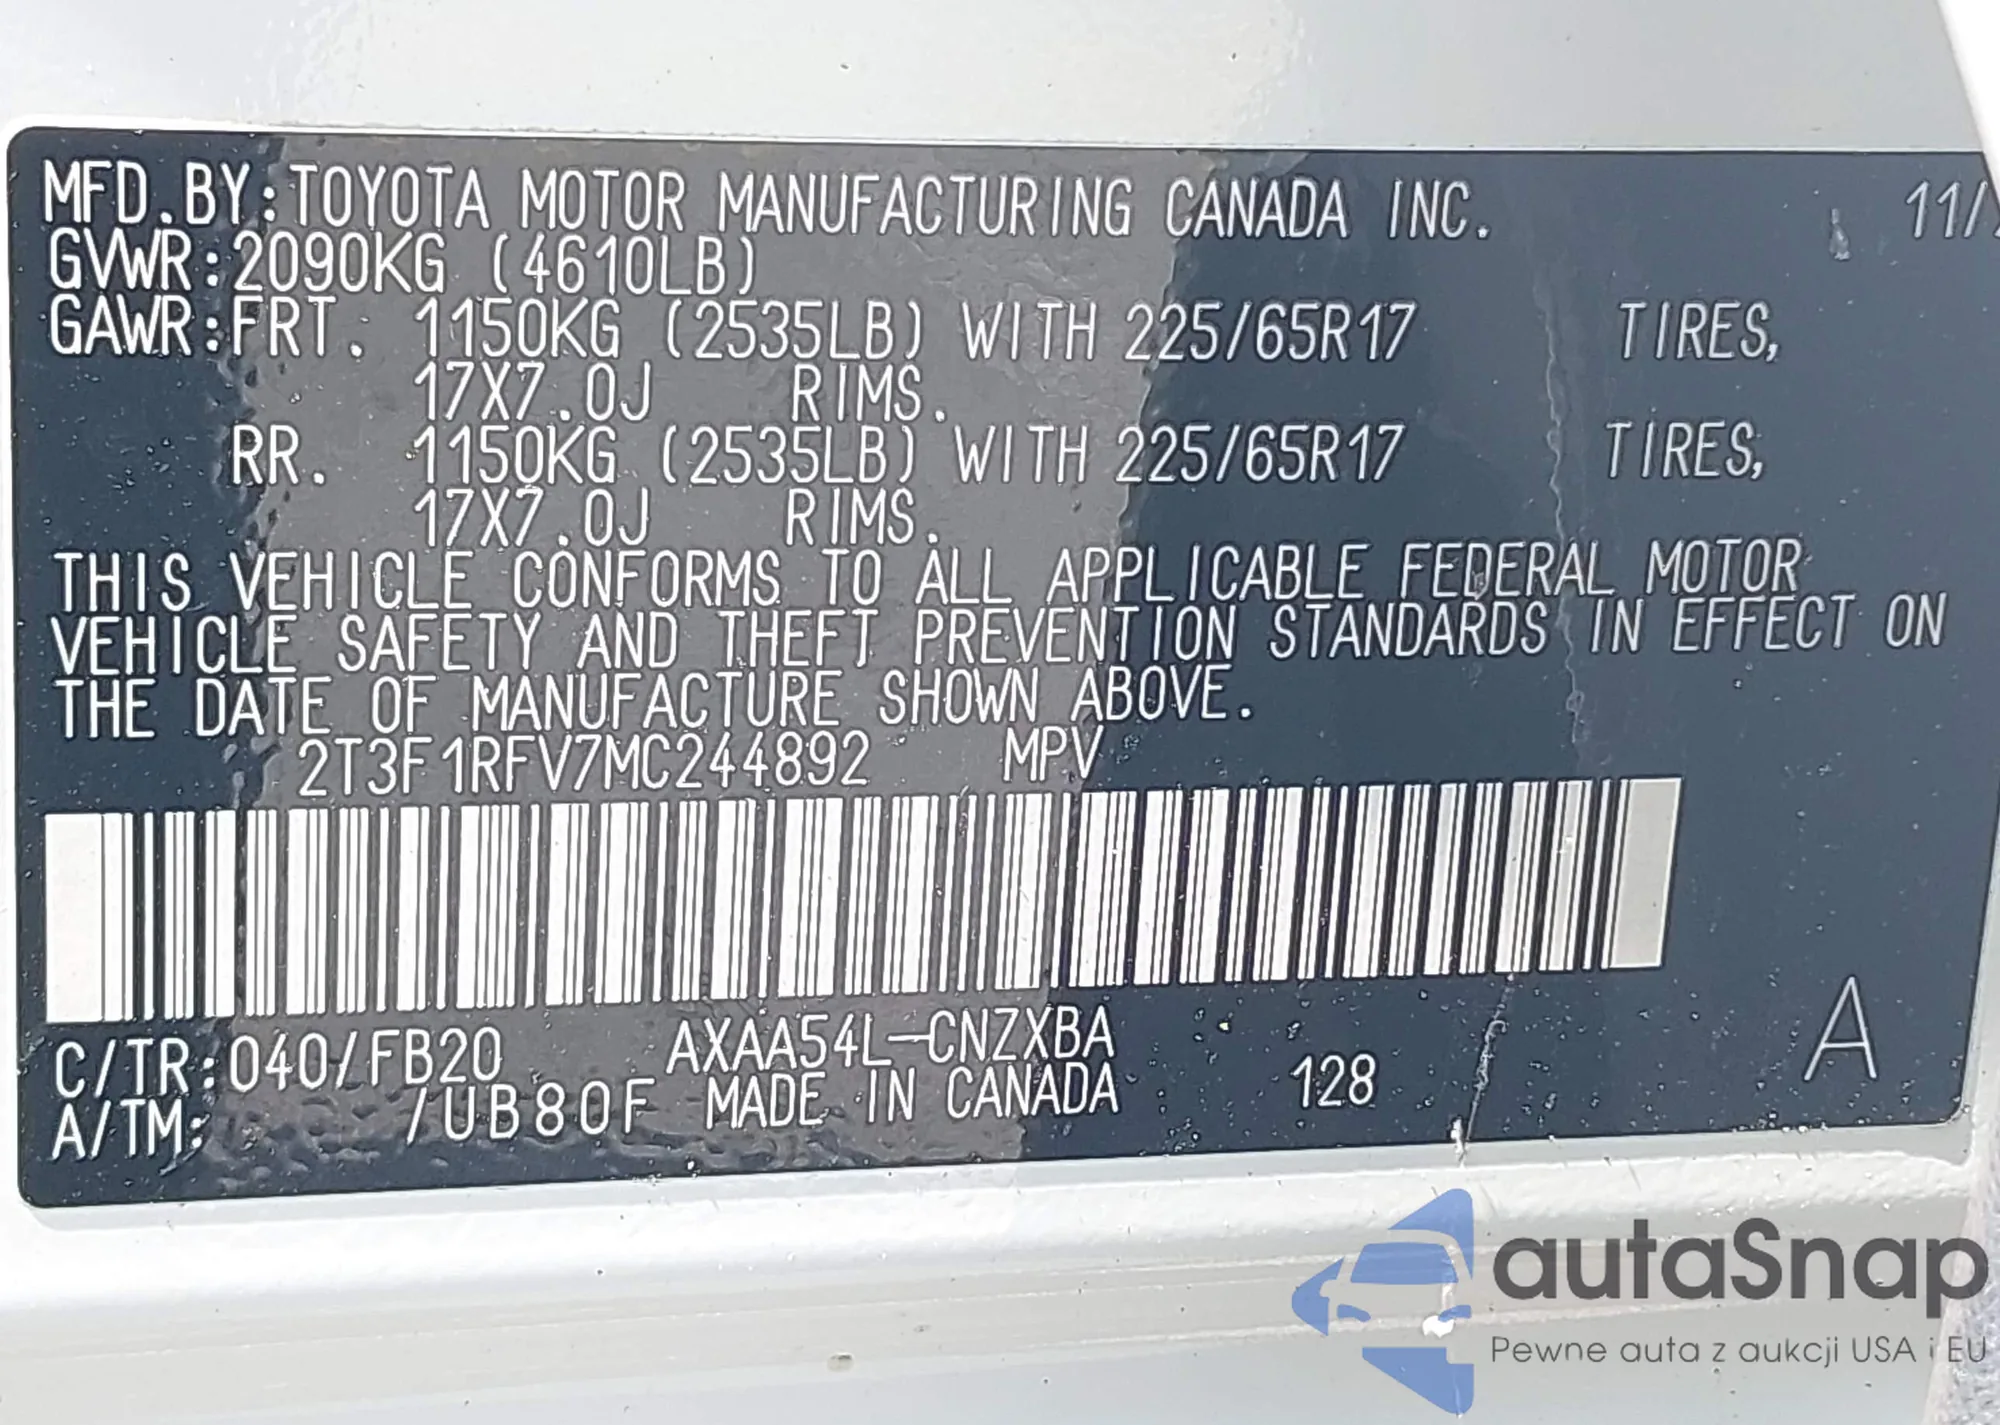 MFD.BY:TOYOTA MOTOR MANUFACTURING CANADA INC. 11/
GVWR:2090KG (4610LB)
GAWR:FRT. 1150KG (2535LB) WITH 225/65R17 TIRES,
17X7.0J RIMS.
RR. 1150KG (2535LB) WITH 225/65R17 TIRES,
17X7.0J RIMS.
THIS VEHICLE CONFORMS TO ALL APPLICABLE FEDERAL MOTOR
VEHICLE SAFETY AND THEFT PREVENTION STANDARDS IN EFFECT ON
THE DATE OF MANUFACTURE SHOWN ABOVE.
2T3F1RFV7MC244892 MPV
C/TR:040/FB20 AXAA54L-CNZXBA
A/TM: /UB80F MADE IN CANADA 128 A
autaSnap
Pewne auta z aukcji USA i EU